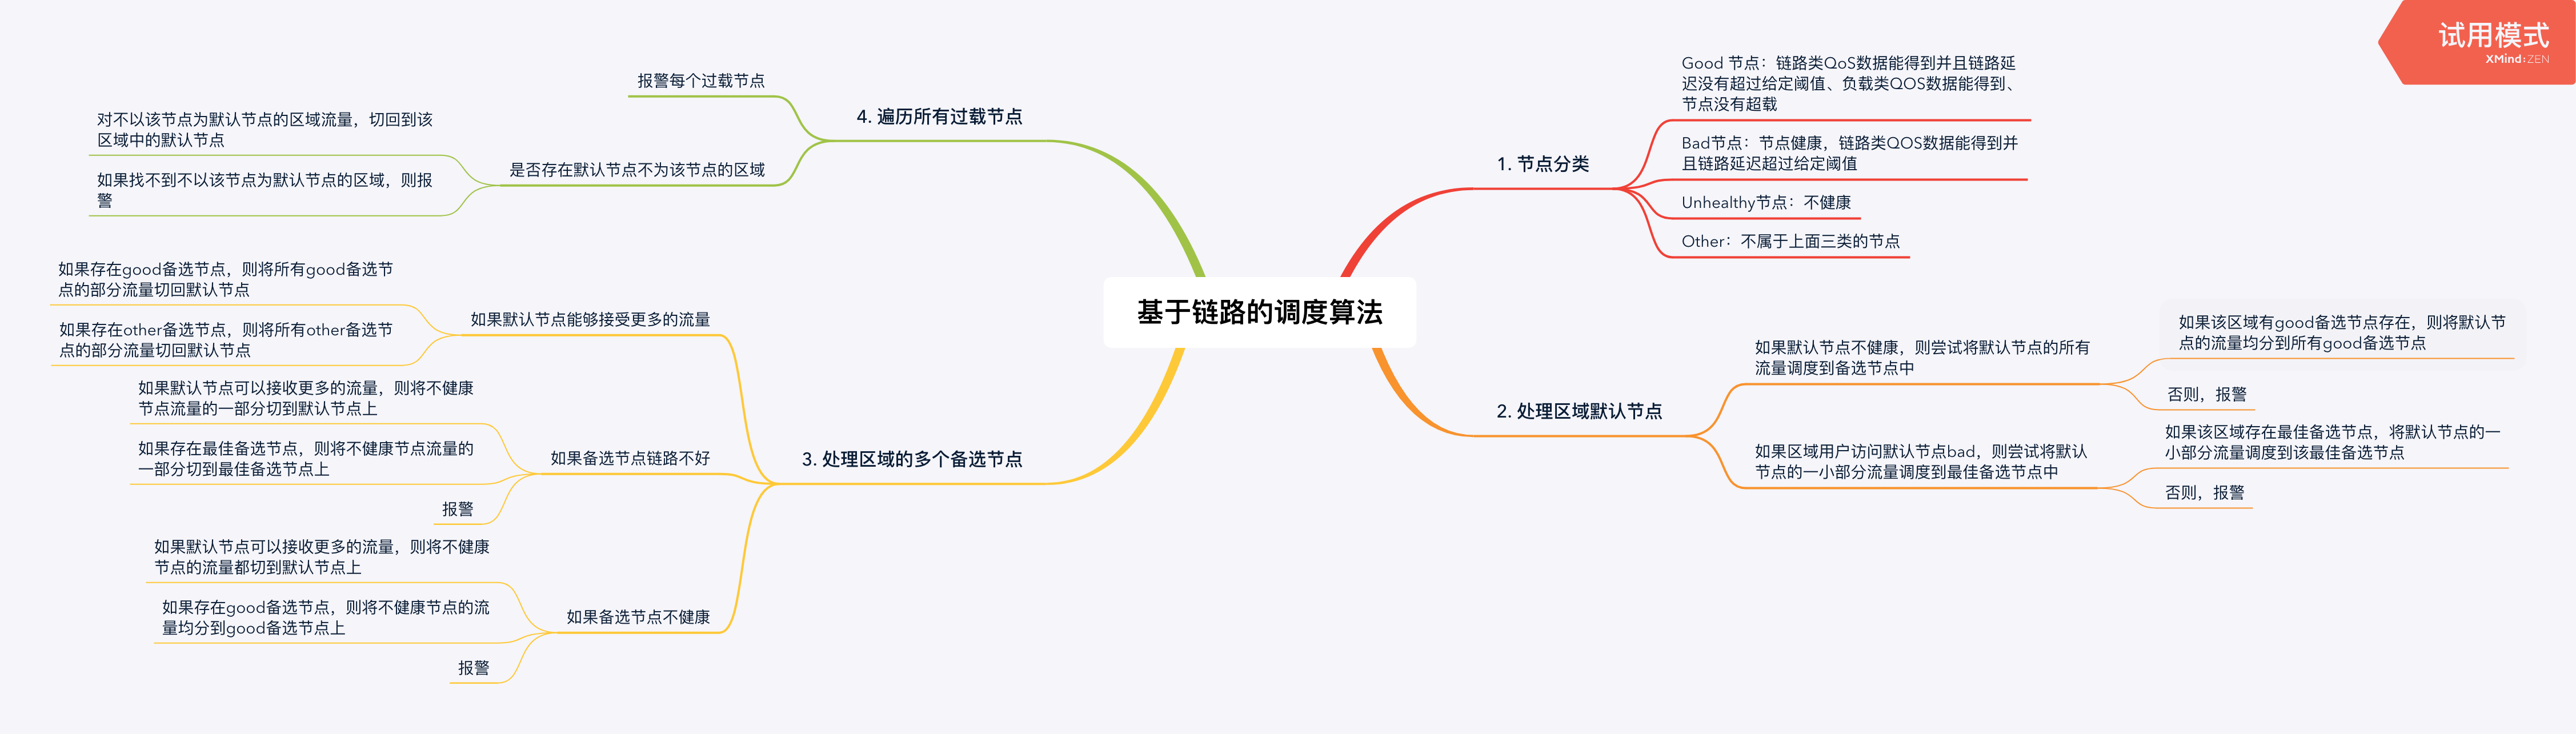 试用模式
XMind:ZEN
基于链路的调度算法
1. 节点分类
Good 节点：链路类QoS数据能得到并且链路延
迟没有超过给定阈值、负载类QOS数据能得到、
节点没有超载
Bad节点：节点健康，链路类QOS数据能得到并
且链路延迟超过给定阈值
Unhealthy节点：不健康
Other：不属于上面三类的节点
2. 处理区域默认节点
如果默认节点不健康，则尝试将默认节点的所有
流量调度到备选节点中
如果该区域有good备选节点存在，则将默认节
点的流量均分到所有good备选节点
否则，报警
如果区域用户访问默认节点bad，则尝试将默认
节点的一小部分流量调度到最佳备选节点中
如果该区域存在最佳备选节点，将默认节点的一
小部分流量调度到该最佳备选节点
否则，报警
3. 处理区域的多个备选节点
如果默认节点能够接受更多的流量
如果存在good备选节点，则将所有good备选节
点的部分流量切回默认节点
如果存在other备选节点，则将所有other备选节
点的部分流量切回默认节点
如果备选节点链路不好
如果默认节点可以接收更多的流量，则将不健康
节点流量的一部分切到默认节点上
如果存在最佳备选节点，则将不健康节点流量的
一部分切到最佳备选节点上
报警
如果备选节点不健康
如果默认节点可以接收更多的流量，则将不健康
节点的流量都切到默认节点上
如果存在good备选节点，则将不健康节点的流
量均分到good备选节点上
报警
4. 遍历所有过载节点
报警每个过载节点
是否存在默认节点不为该节点的区域
对不以该节点为默认节点的区域流量，切回到该
区域中的默认节点
如果找不到不以该节点为默认节点的区域，则报
警